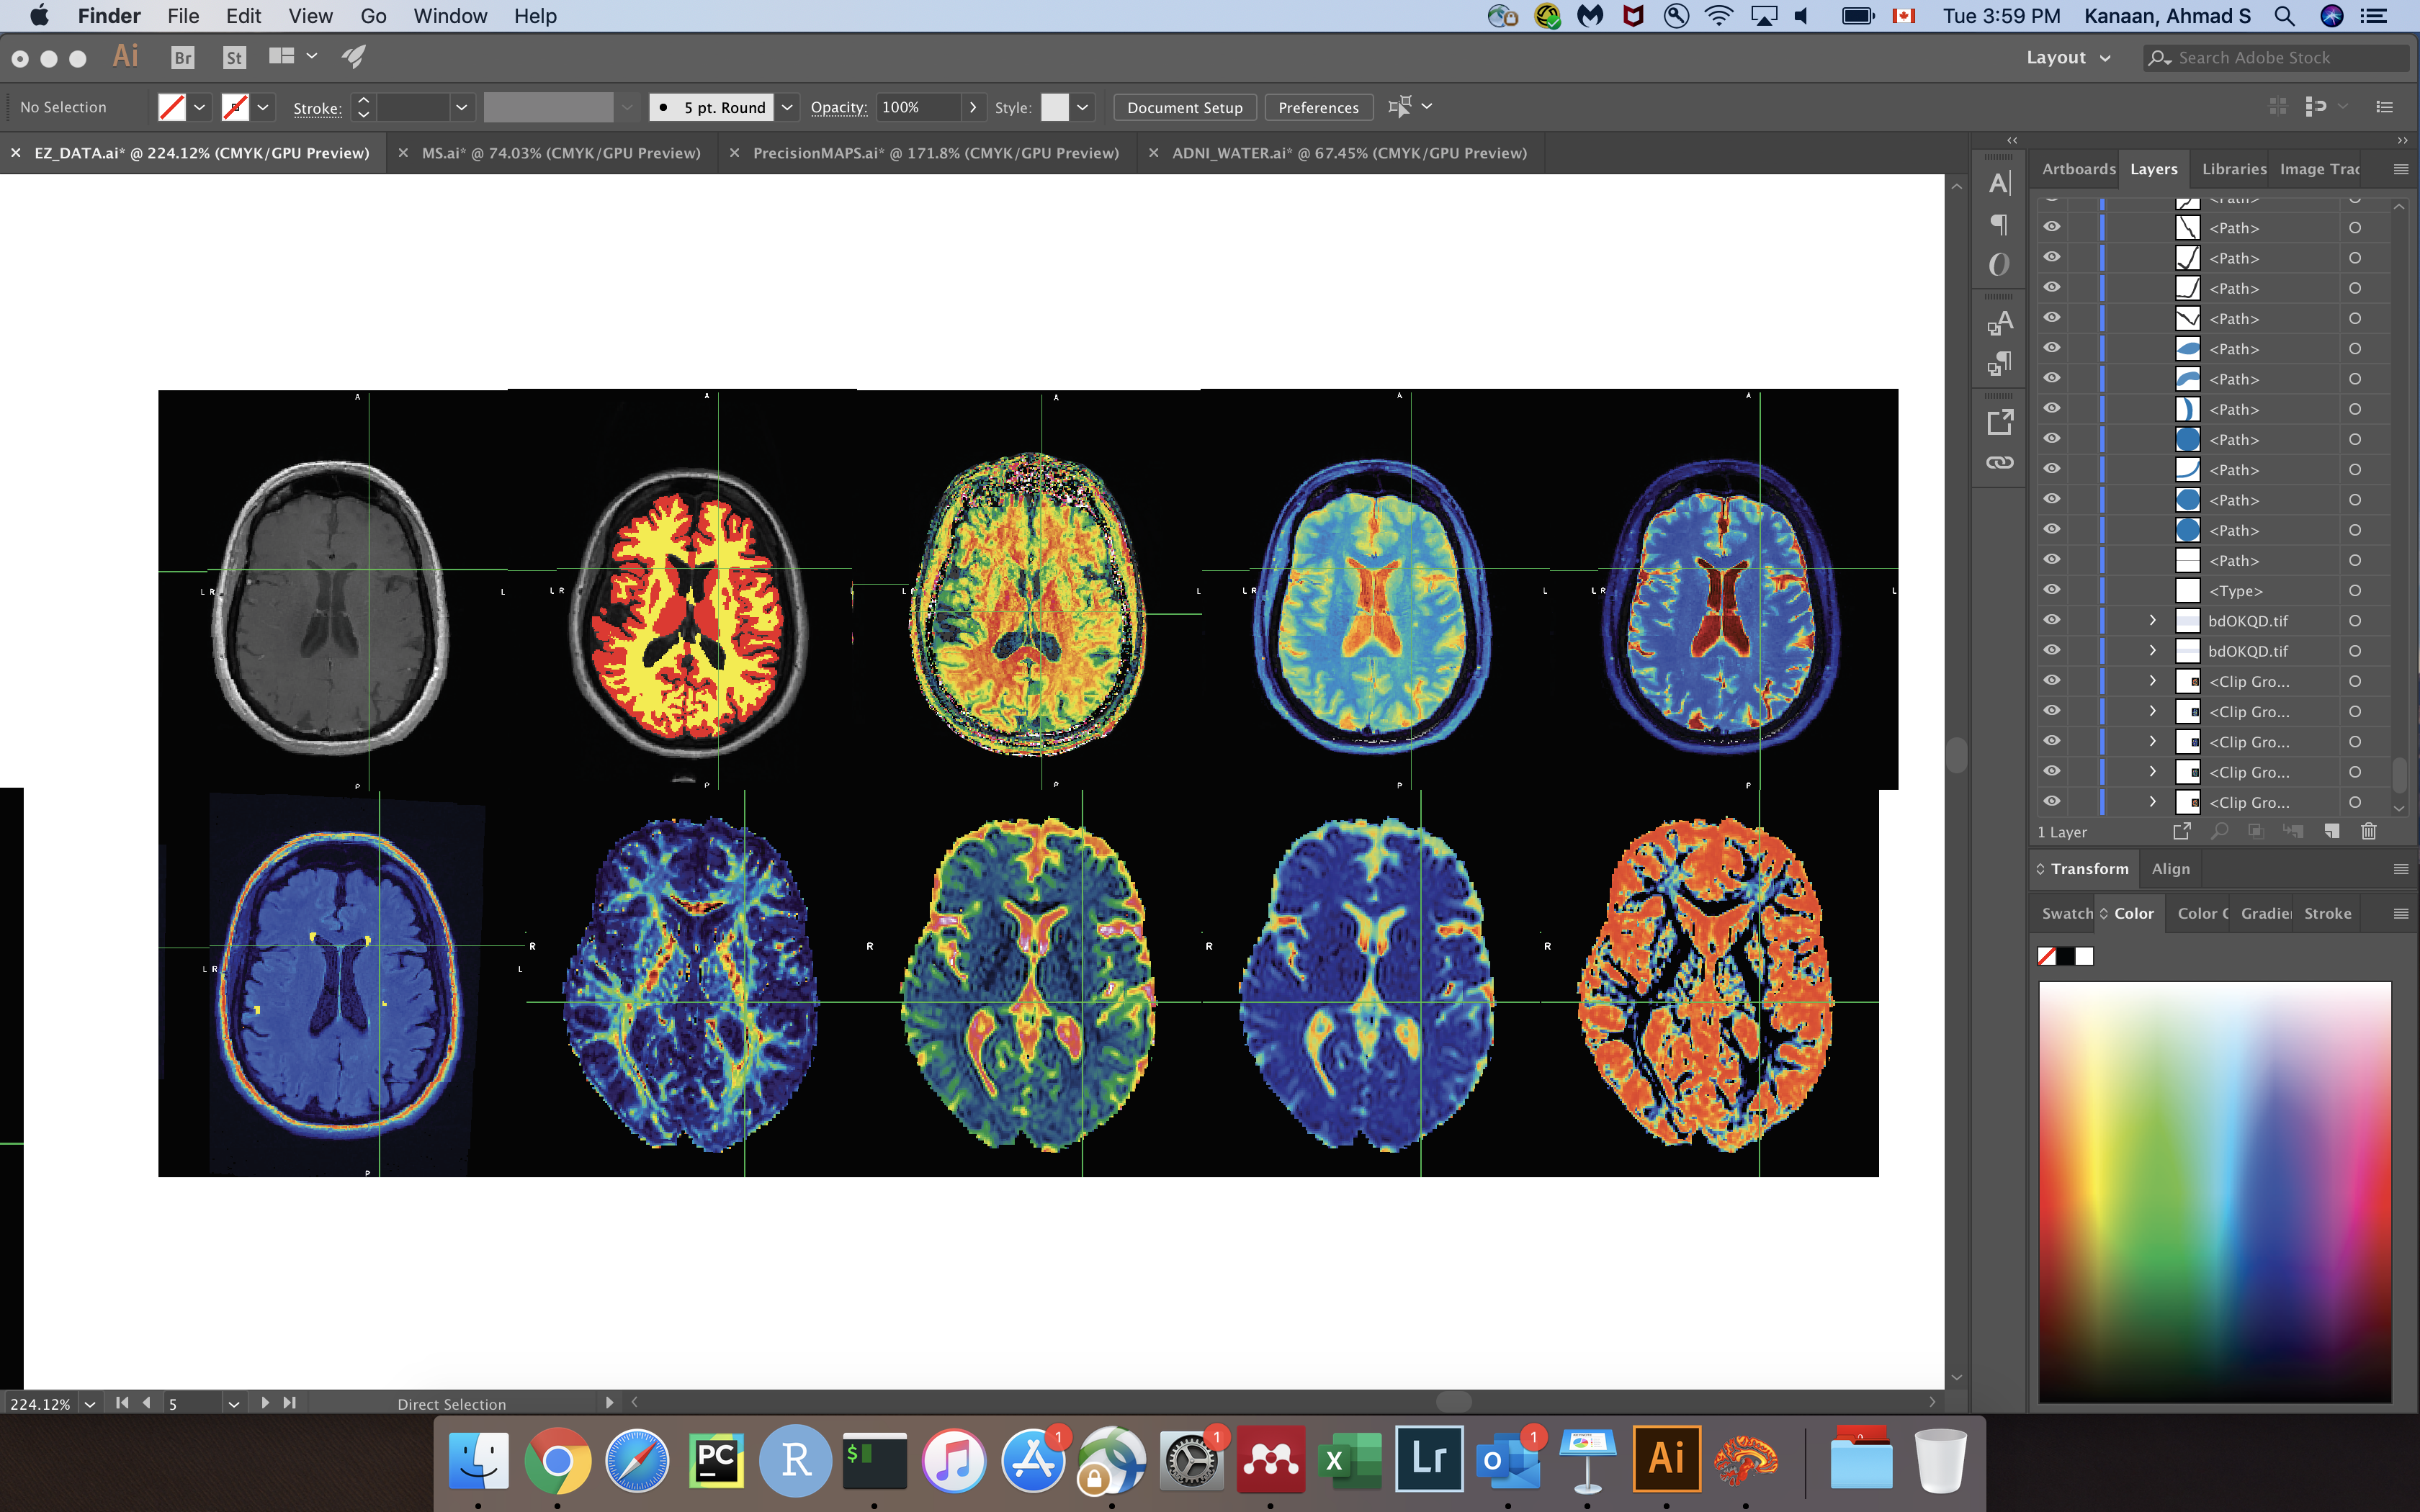 Finder File Edit View Go Window Help
Tue 3:59 PM Kanaan, Ahmad S
Ai Br St
Layout
Search Adobe Stock
No Selection
Stroke:
5 pt. Round
Opacity: 100%
Style:
Document Setup
Preferences
EZ_DATA.ai* @ 224.12% (CMYK/GPU Preview)
MS.ai* @ 74.03% (CMYK/GPU Preview)
PrecisionMAPS.ai* @ 171.8% (CMYK/GPU Preview)
ADNI_WATER.ai* @ 67.45% (CMYK/GPU Preview)
Artboards Layers Libraries Image Trac
<Path>
<Path>
<Path>
<Path>
<Path>
<Path>
<Path>
<Path>
<Path>
<Path>
<Path>
<Path>
<Path>
<Type>
bdOKQD.tif
bdOKQD.tif
<Clip Gro...
<Clip Gro...
<Clip Gro...
<Clip Gro...
<Clip Gro...
1 Layer
Transform Align
Swatch Color Color G Gradie Stroke
A A A A A
L R L L R L L R L L R L
P P P P P
L R L R R R R
P
224.12% 5 Direct Selection
PC R $ 1 1 X Lr O 1 Ai